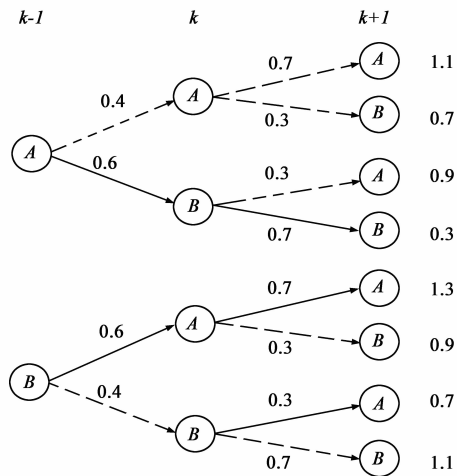 k-1 k k+1
A 1.1
0.7
0.4 A
0.3 B 0.7
A
0.6 0.3 A 0.9
B
0.7 B 0.3
0.7 A 1.3
0.6 A
0.3 B 0.9
B
0.4 0.3 A 0.7
B
0.7 B 1.1